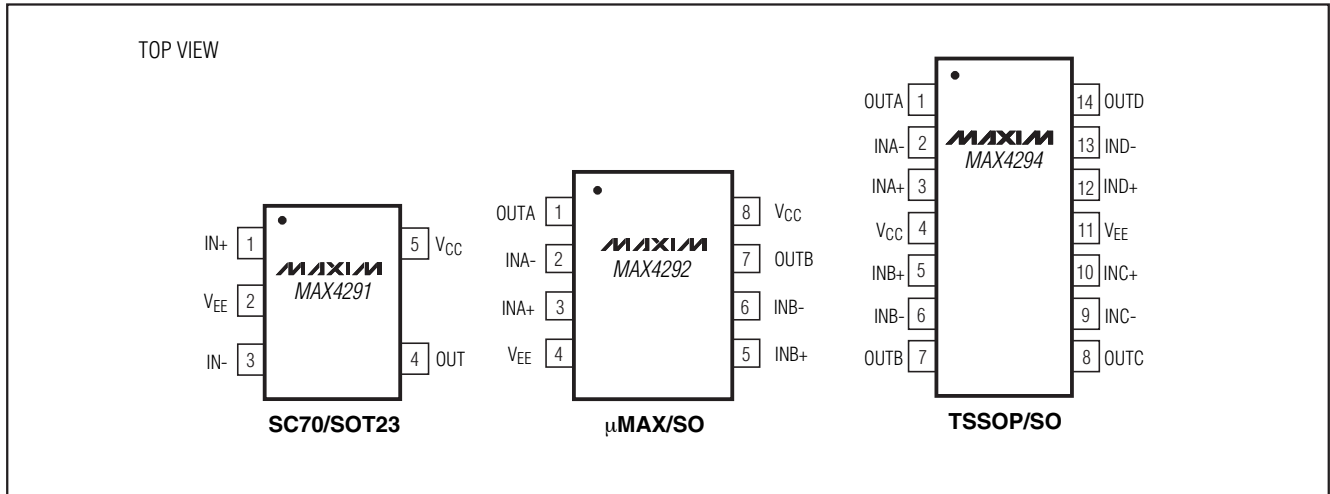 TOP VIEW
IN+ 1
VEE 2
IN- 3
5 VCC
4 OUT
MAXIM
MAX4291
SC70/SOT23
OUTA 1
INA- 2
INA+ 3
VEE 4
8 VCC
7 OUTB
6 INB-
5 INB+
MAXIM
MAX4292
µMAX/SO
OUTA 1
INA- 2
INA+ 3
VCC 4
INB+ 5
INB- 6
OUTB 7
14 OUTD
13 IND-
12 IND+
11 VEE
10 INC+
9 INC-
8 OUTC
MAXIM
MAX4294
TSSOP/SO